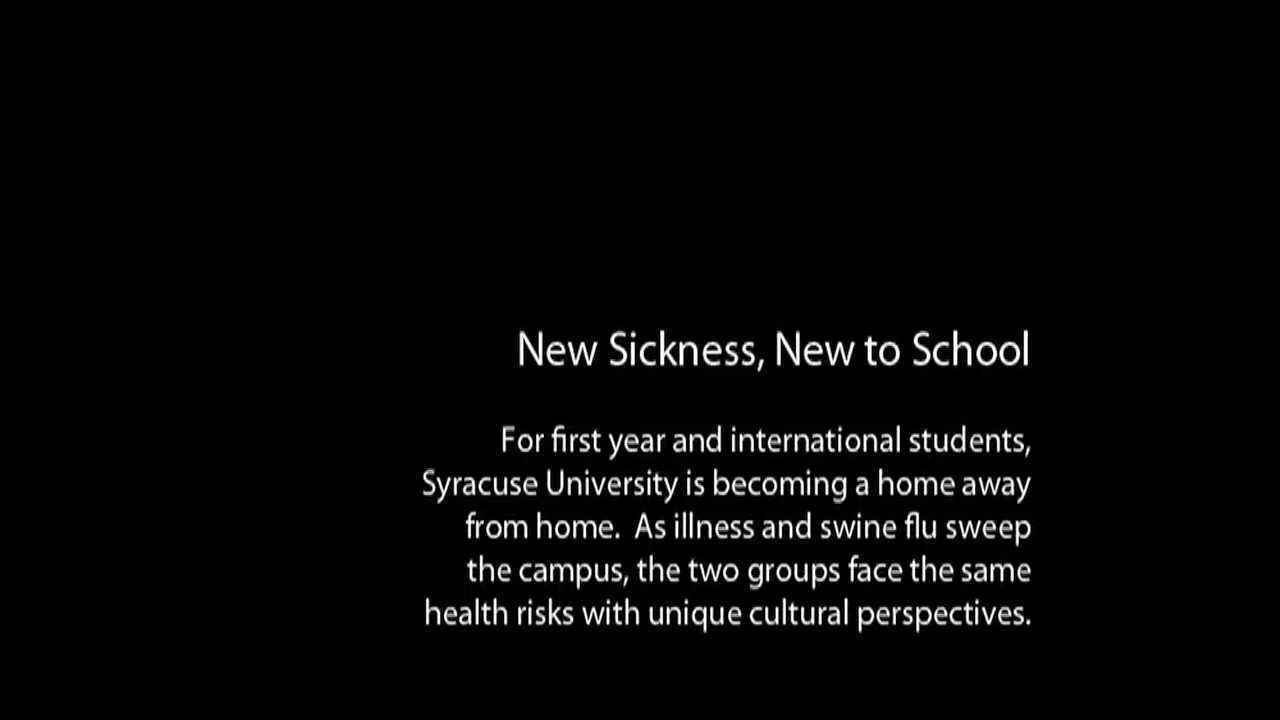 New Sickness, New to School
For first year and international students,
Syracuse University is becoming a home away
from home.  As illness and swine flu sweep
the campus, the two groups face the same
health risks with unique cultural perspectives.